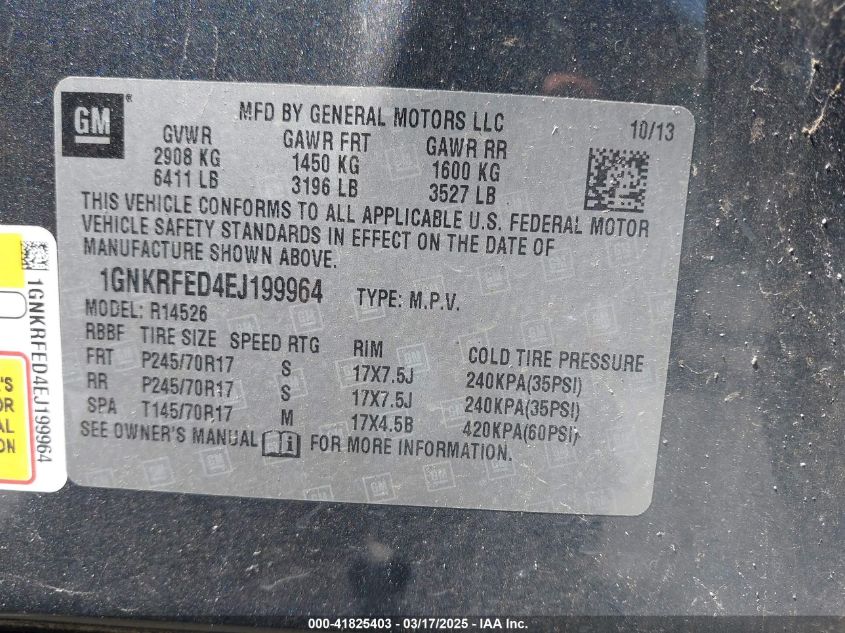 GM
®
MFD BY GENERAL MOTORS LLC
10/13
GVWR GAWR FRT GAWR RR
2908 KG 1450 KG 1600 KG
6411 LB 3196 LB 3527 LB
THIS VEHICLE CONFORMS TO ALL APPLICABLE U.S. FEDERAL MOTOR
VEHICLE SAFETY STANDARDS IN EFFECT ON THE DATE OF
MANUFACTURE SHOWN ABOVE.
1GNKRFED4EJ199964 TYPE: M.P.V.
MODEL: R14526
RBBF TIRE SIZE SPEED RTG RIM COLD TIRE PRESSURE
FRT P245/70R17 S 17X7.5J 240KPA(35PSI)
RR P245/70R17 S 17X7.5J 240KPA(35PSI)
SPA T145/70R17 M 17X4.5B 420KPA(60PSI)
SEE OWNER'S MANUAL i FOR MORE INFORMATION.
1GNKRFED4EJ199964
000-41825403 - 03/17/2025 - IAA Inc.